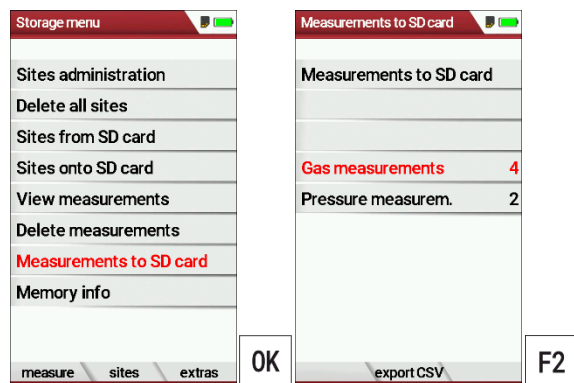 Storage menu
Sites administration
Delete all sites
Sites from SD card
Sites onto SD card
View measurements
Delete measurements
Measurements to SD card
Memory info
measure sites extras
OK
Measurements to SD card
Measurements to SD card
Gas measurements 4
Pressure measurem. 2
export CSV
F2